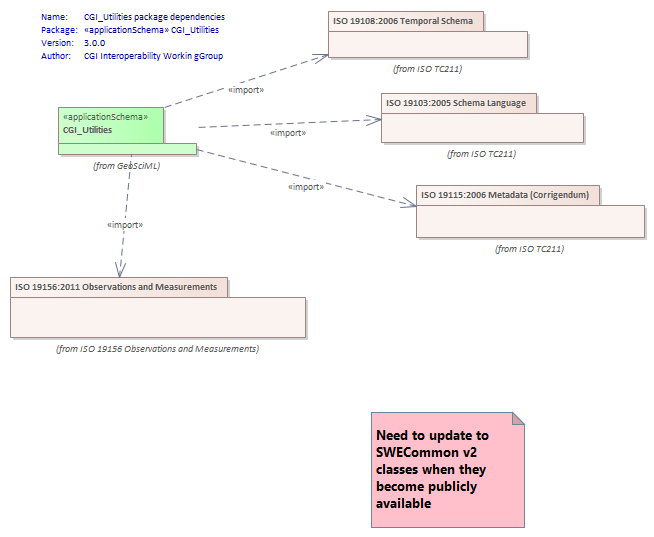 Name: CGI_Utilities package dependencies
Package: «applicationSchema» CGI_Utilities
Version: 3.0.0
Author: CGI Interoperability Workin gGroup
ISO 19108:2006 Temporal Schema
(from ISO TC211)
«import»
ISO 19103:2005 Schema Language
(from ISO TC211)
«applicationSchema»
CGI_Utilities
(from GeoSciML)
«import»
«import»
ISO 19115:2006 Metadata (Corrigendum)
(from ISO TC211)
«import»
ISO 19156:2011 Observations and Measurements
(from ISO 19156 Observations and Measurements)
Need to update to
SWECommon v2
classes when they
become publicly
available